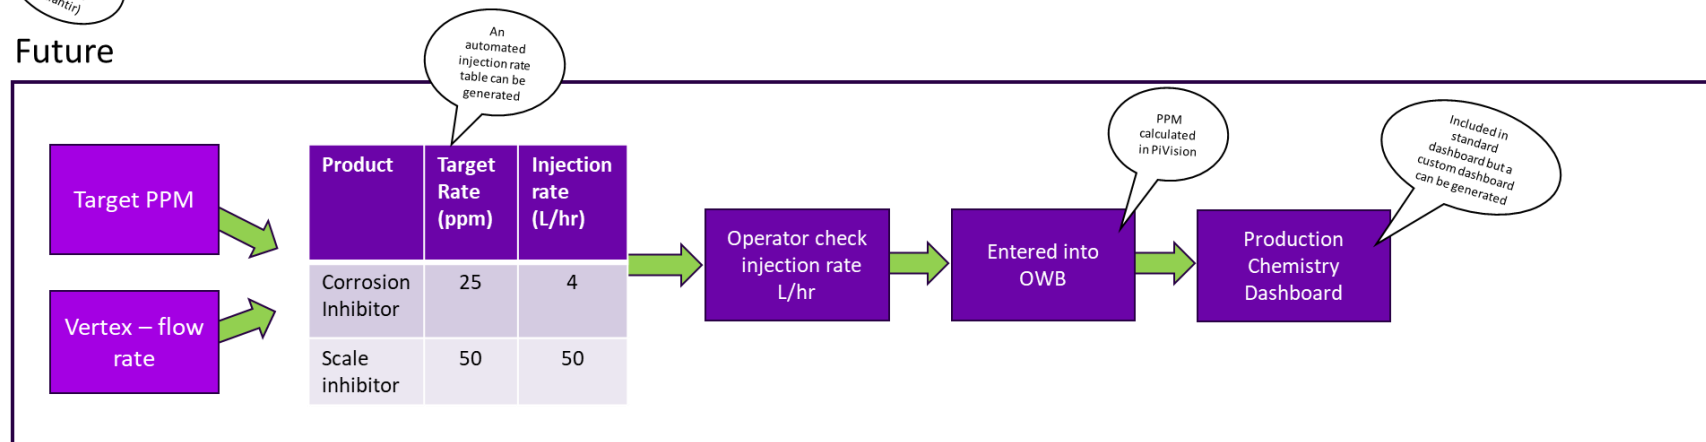 Future
An
automated
injection rate
table can be
generated
PPM
calculated
in PiVision
Included in
standard
dashboard but a
custom dashboard
can be generated
Target PPM
Vertex – flow
rate
Product
Target
Rate
(ppm)
Injection
rate
(L/hr)
Corrosion
Inhibitor
25
4
Scale
inhibitor
50
50
Operator check
injection rate
L/hr
Entered into
OWB
Production
Chemistry
Dashboard